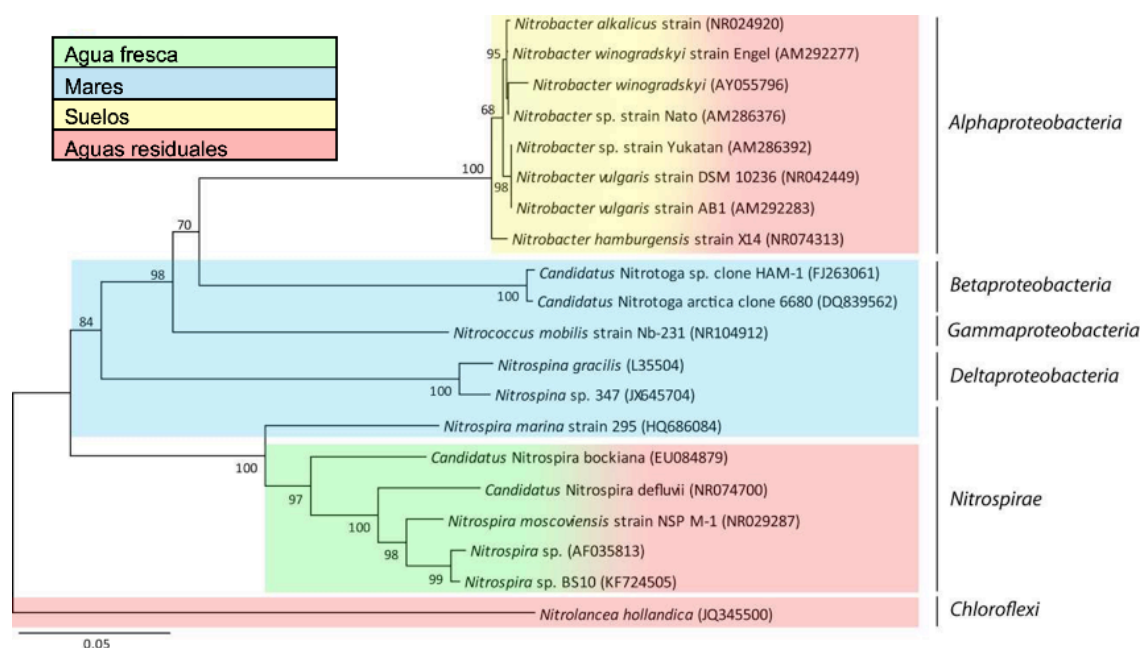 Agua fresca
Mares
Suelos
Aguas residuales
Nitrobacter alkalicus strain (NR024920)
95
Nitrobacter winogradskyi strain Engel (AM292277)
Nitrobacter winogradskyi (AY055796)
68
Nitrobacter sp. strain Nato (AM286376)
Nitrobacter sp. strain Yukatan (AM286392)
100
Nitrobacter vulgaris strain DSM 10236 (NR042449)
98
Nitrobacter vulgaris strain AB1 (AM292283)
70
Nitrobacter hamburgensis strain X14 (NR074313)
Alphaproteobacteria
98
Candidatus Nitrotoga sp. clone HAM-1 (FJ263061)
100
Candidatus Nitrotoga arctica clone 6680 (DQ839562)
Betaproteobacteria
84
Nitrococcus mobilis strain Nb-231 (NR104912)
Gammaproteobacteria
Nitrospina gracilis (L35504)
100
Nitrospina sp. 347 (JX645704)
Deltaproteobacteria
Nitrospira marina strain 295 (HQ686084)
100
Candidatus Nitrospira bockiana (EU084879)
97
Candidatus Nitrospira defluvii (NR074700)
100
Nitrospira moscoviensis strain NSP M-1 (NR029287)
98
Nitrospira sp. (AF035813)
99
Nitrospira sp. BS10 (KF724505)
Nitrospirae
Nitrolancea hollandica (JQ345500)
Chloroflexi
0.05